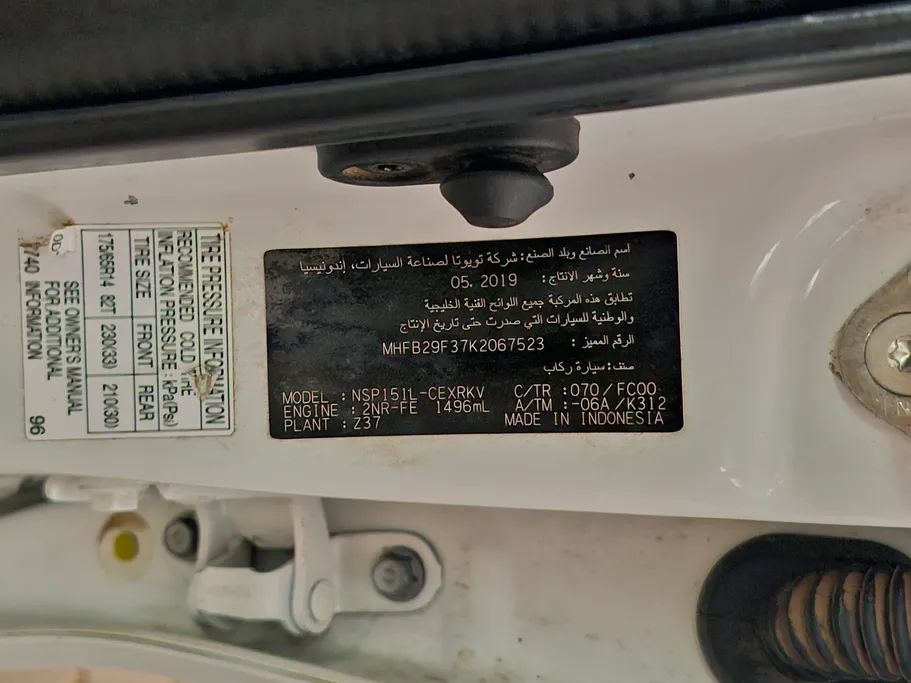 اسم الصانع وبلد الصنع: شركة تويوتا لصناعة السيارات، إندونيسيا
سنة وشهر الإنتاج: 05. 2019
تطابق هذه المركبة جميع اللوائح الفنية الخليجية
والوطنية للسيارات التي صدرت حتى تاريخ الإنتاج
الرقم المميز: MHFB29F37K2067523
صنف: سيارة ركاب
MODEL : NSP151L-CEXRKV C/TR :070/FC00
ENGINE : 2NR-FE 1496mL A/TM :-06A/K312
PLANT : Z37 MADE IN INDONESIA
TIRE PRESSURE INFORMATION
RECOMMENDED COLD TIRE
INFLATION PRESSURE : kPa(Psi)
TIRE SIZE FRONT REAR
175/65R14 82T 230(33) 210(30)
SEE OWNER'S MANUAL
FOR ADDITIONAL
INFORMATION
740 96